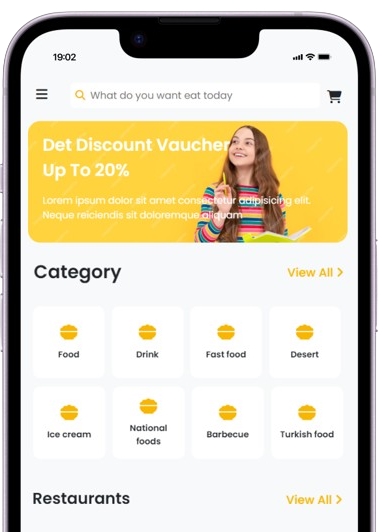 19:02
What do you want eat today
Det Discount Vaucher
Up To 20%
Lorem ipsum dolor sit amet consectetur adipisicing elit.
Neque reiciendis sit doloremque aliquam
Category
View All
Food
Drink
Fast food
Desert
Ice cream
National
foods
Barbecue
Turkish food
Restaurants
View All